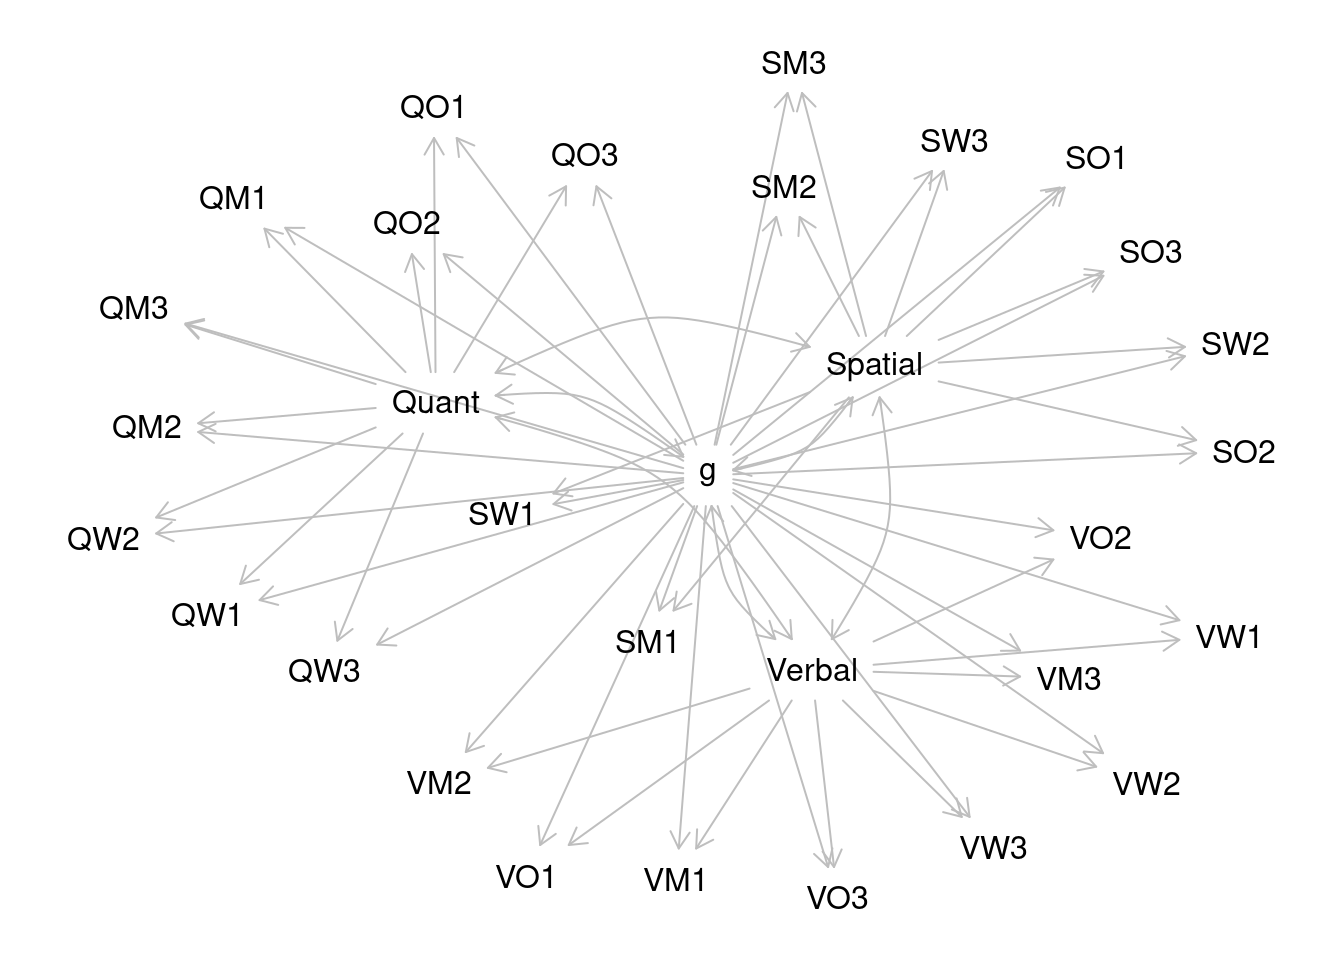 SM3
QO1
SW3
QO3
SO1
SM2
QM1
QO2
SO3
QM3
SW2
Spatial
Quant
QM2
SO2
g
SW1
VO2
QW2
QW1
VW1
SM1
QW3
Verbal
VM3
VM2
VW2
VW3
VO1
VM1
VO3